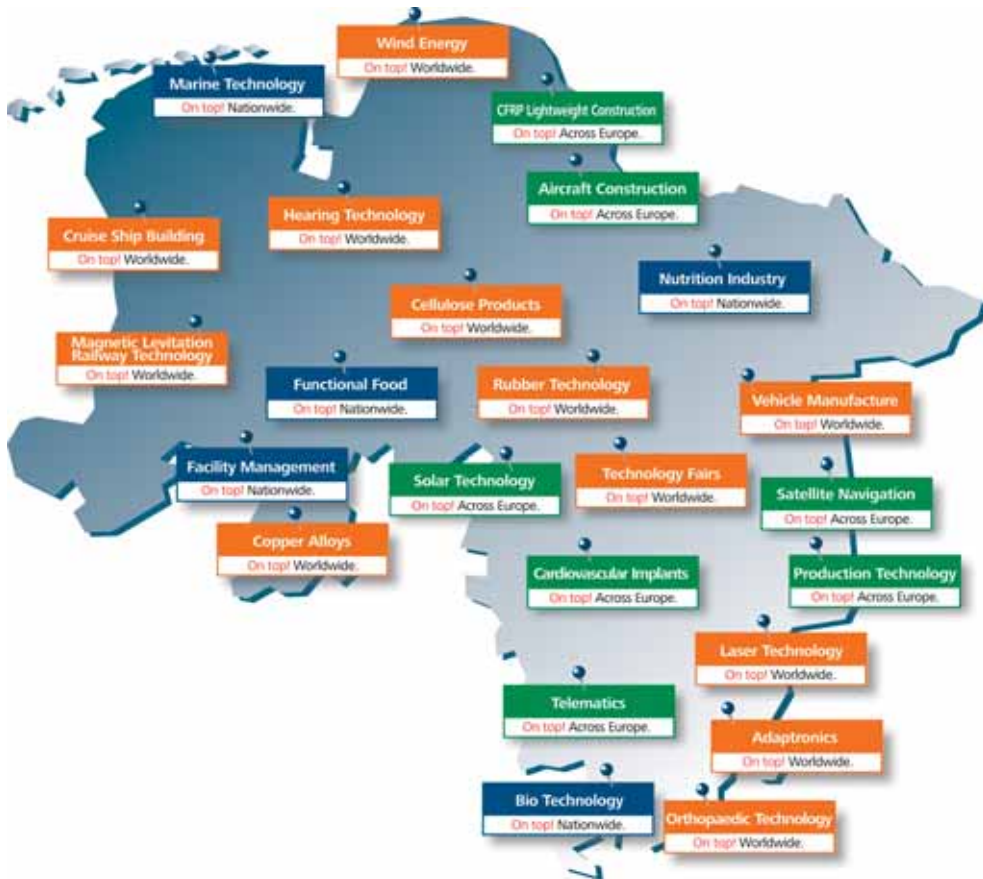 Wind Energy
On top! Worldwide.
Marine Technology
On top! Nationwide.
CFRP Lightweight Construction
On top! Across Europe.
Aircraft Construction
On top! Across Europe.
Hearing Technology
On top! Worldwide.
Cruise Ship Building
On top! Worldwide.
Nutrition Industry
On top! Nationwide.
Cellulose Products
On top! Worldwide.
Magnetic Levitation
Railway Technology
On top! Worldwide.
Functional Food
On top! Nationwide.
Rubber Technology
On top! Worldwide.
Vehicle Manufacture
On top! Worldwide.
Facility Management
On top! Nationwide.
Solar Technology
On top! Across Europe.
Technology Fairs
On top! Worldwide.
Satellite Navigation
On top! Across Europe.
Copper Alloys
On top! Worldwide.
Cardiovascular Implants
On top! Across Europe.
Production Technology
On top! Across Europe.
Laser Technology
On top! Worldwide.
Telematics
On top! Across Europe.
Adaptronics
On top! Worldwide.
Bio Technology
On top! Nationwide.
Orthopaedic Technology
On top! Worldwide.